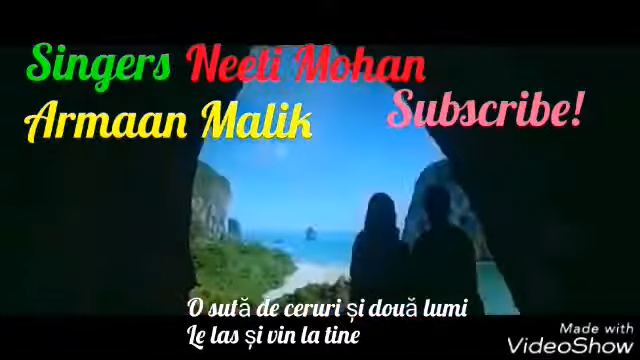 Singers Neeti Mohan
Armaan Malik
Subscribe!
O sută de ceruri și două lumi
Le las și vin la tine
Made with
VideoShow